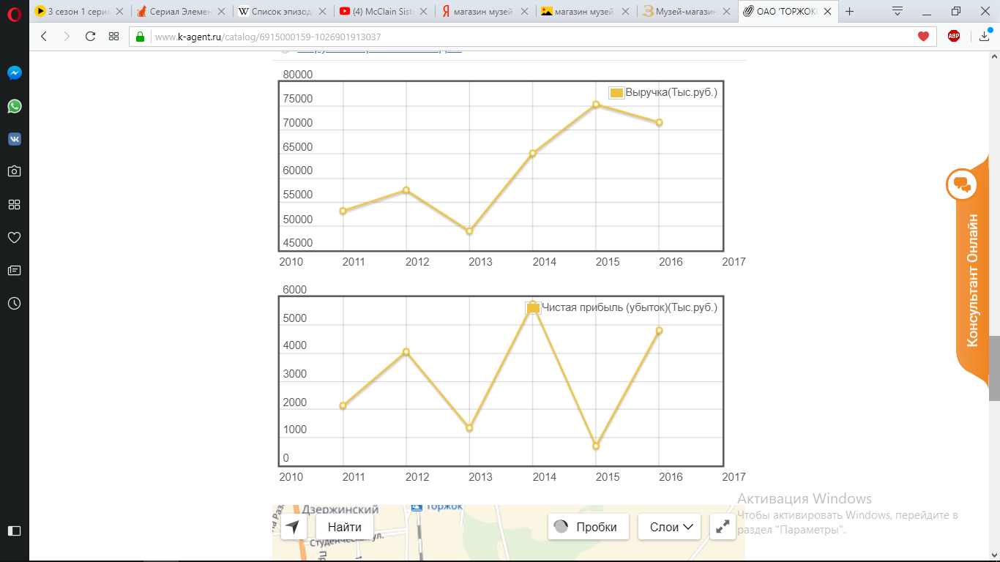 3 сезон 1 серия
Сериал Элемен
Список эпизод
(4) McClain Sist
магазин музей
магазин музей
Музей-магазин
ОАО "ТОРЖОК
www.k-agent.ru/catalog/6915000159-1026901913037
ABP
80000
75000
70000
65000
60000
55000
50000
45000
Выручка(Тыс.руб.)
2010 2011 2012 2013 2014 2015 2016 2017
6000
5000
4000
3000
2000
1000
0
Чистая прибыль (убыток)(Тыс.руб.)
2010 2011 2012 2013 2014 2015 2016 2017
Консультант Онлайн
Дзержинский
Торжок
Найти
Пробки
Слои
Студенческая ул.
Активация Windows
Чтобы активировать Windows, перейдите в
раздел "Параметры".